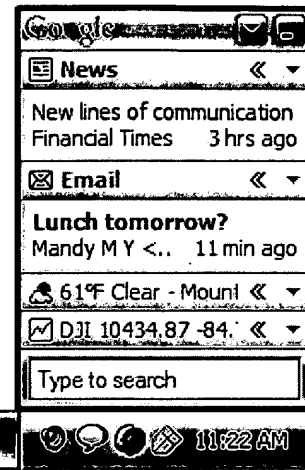 Google
News
New lines of communication
Financial Times 3 hrs ago
Email
Lunch tomorrow?
Mandy M Y <.. 11 min ago
61°F Clear - Mount
DJI 10434.87 -84.
Type to search
11:22 AM